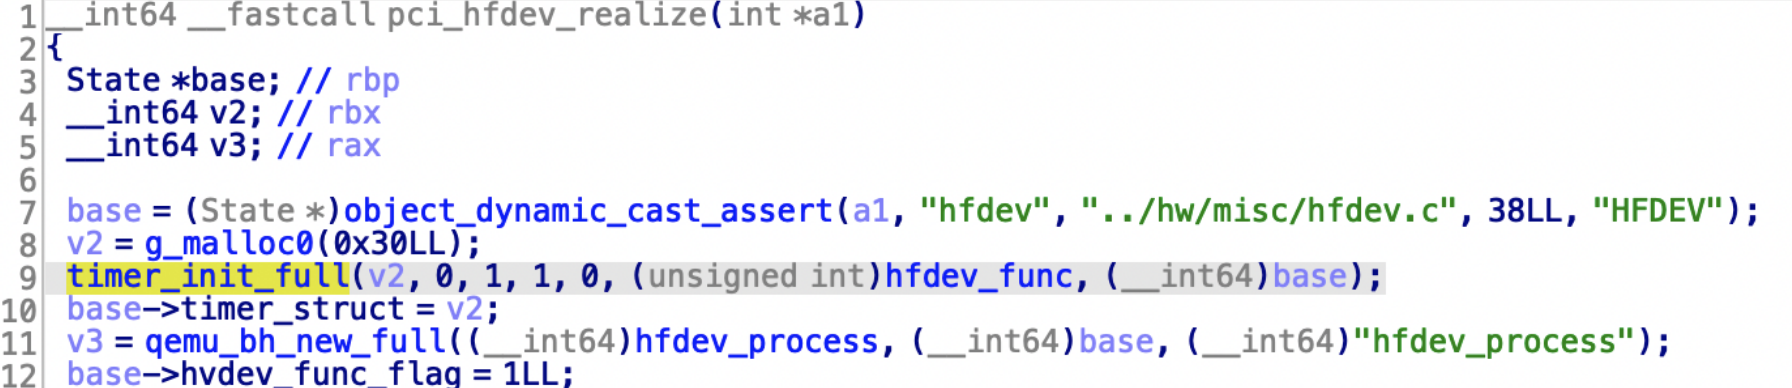 1 __int64 __fastcall pci_hfdev_realize(int *a1)
2 {
3 State *base; // rbp
4 __int64 v2; // rbx
5 __int64 v3; // rax
6
7 base = (State *)object_dynamic_cast_assert(a1, "hfdev", "../hw/misc/hfdev.c", 38LL, "HFDEV");
8 v2 = g_malloc0(0x30LL);
9 timer_init_full(v2, 0, 1, 1, 0, (unsigned int)hfdev_func, (__int64)base);
10 base->timer_struct = v2;
11 v3 = qemu_bh_new_full((__int64)hfdev_process, (__int64)base, (__int64)"hfdev_process");
12 base->hvdev_func_flag = 1LL;